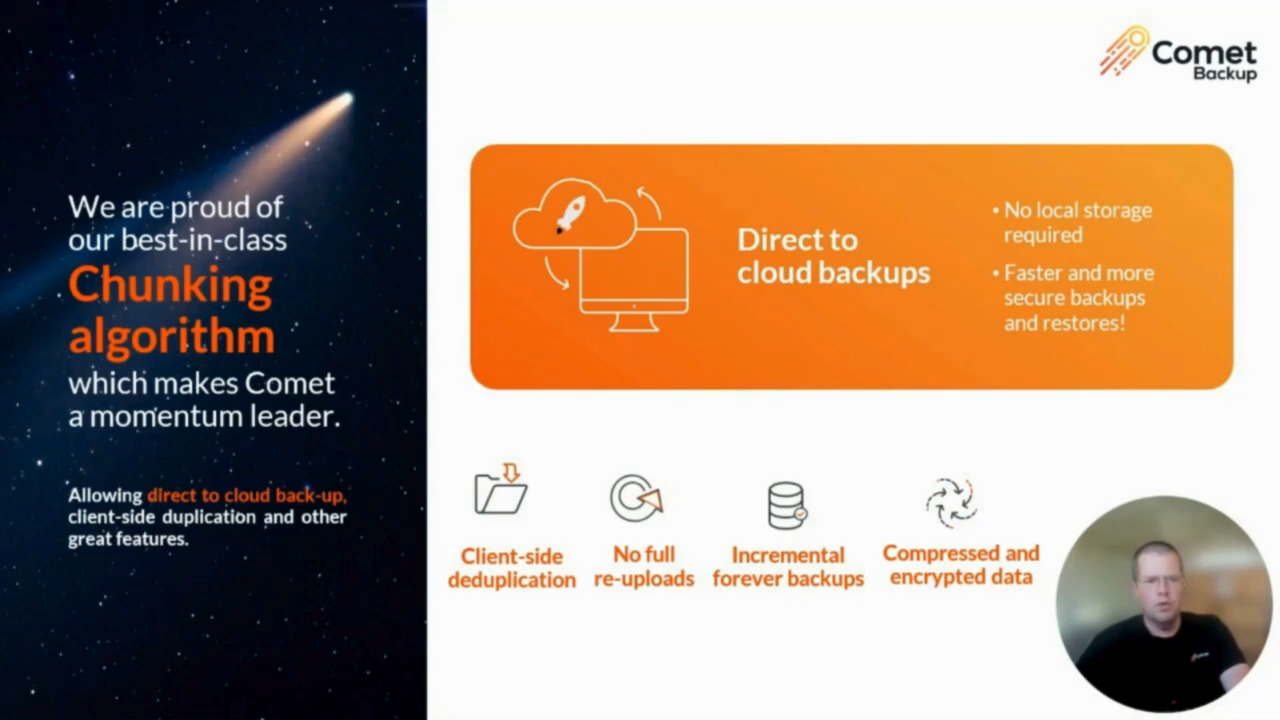 We are proud of
our best-in-class
Chunking
algorithm
which makes Comet
a momentum leader.
Allowing direct to cloud back-up,
client-side duplication and other
great features.
Comet
Backup
Direct to
cloud backups
• No local storage
required
• Faster and more
secure backups
and restores!
Client-side
deduplication
No full
re-uploads
Incremental
forever backups
Compressed and
encrypted data